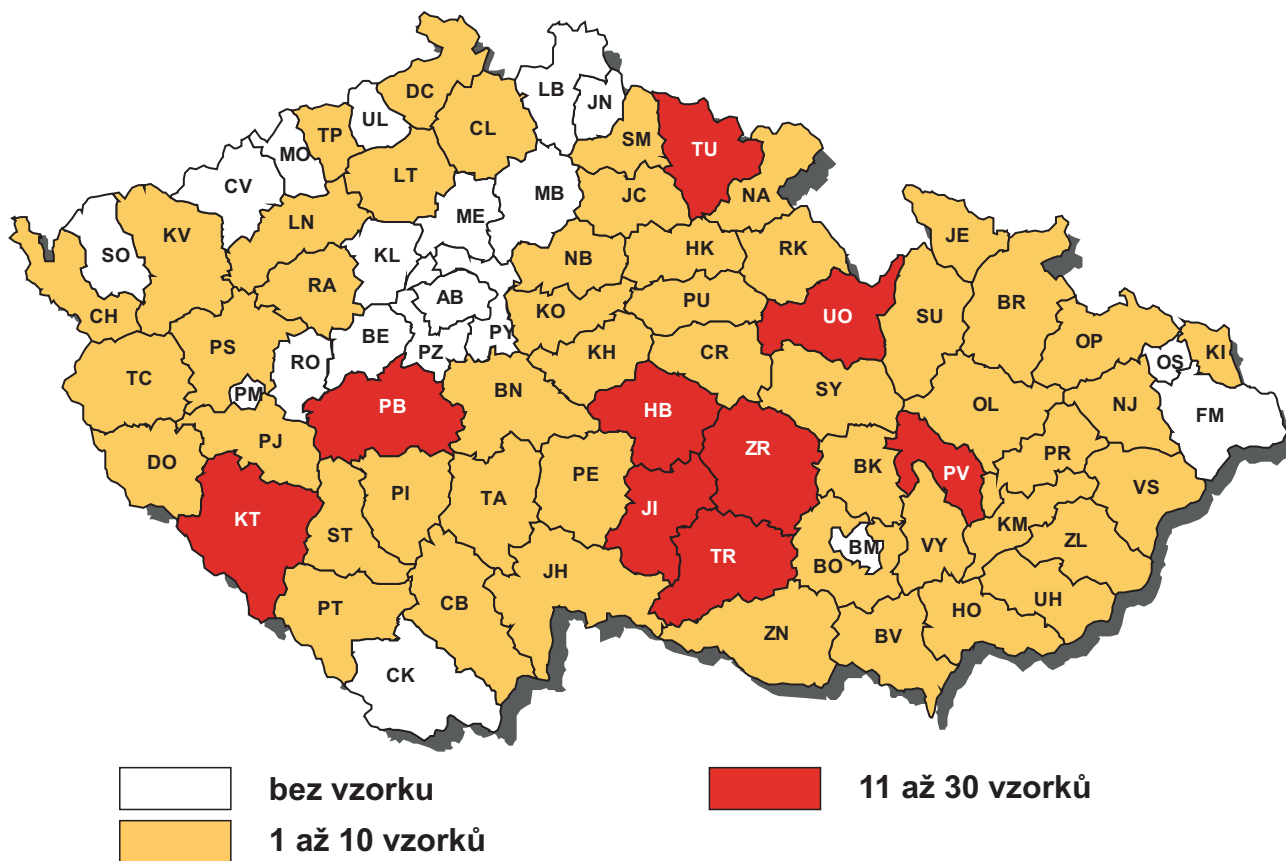 DC
LB
JN
UL
CL
TP
SM
MO
TU
LT
CV
MB
JC
NA
ME
LN
KV
SO
KL
NB
HK
RK
JE
RA
AB
KO
PU
UO
SU
BR
CH
BE
PZ
PY
PS
RO
KH
CR
OP
KI
OS
TC
PM
PB
BN
SY
OL
NJ
FM
HB
PJ
ZR
DO
PE
BK
PV
PR
VS
KT
PI
TA
JI
ST
TR
BO
BM
VY
KM
ZL
JH
PT
CB
HO
UH
ZN
BV
CK
bez vzorku
11 až 30 vzorků
1 až 10 vzorků